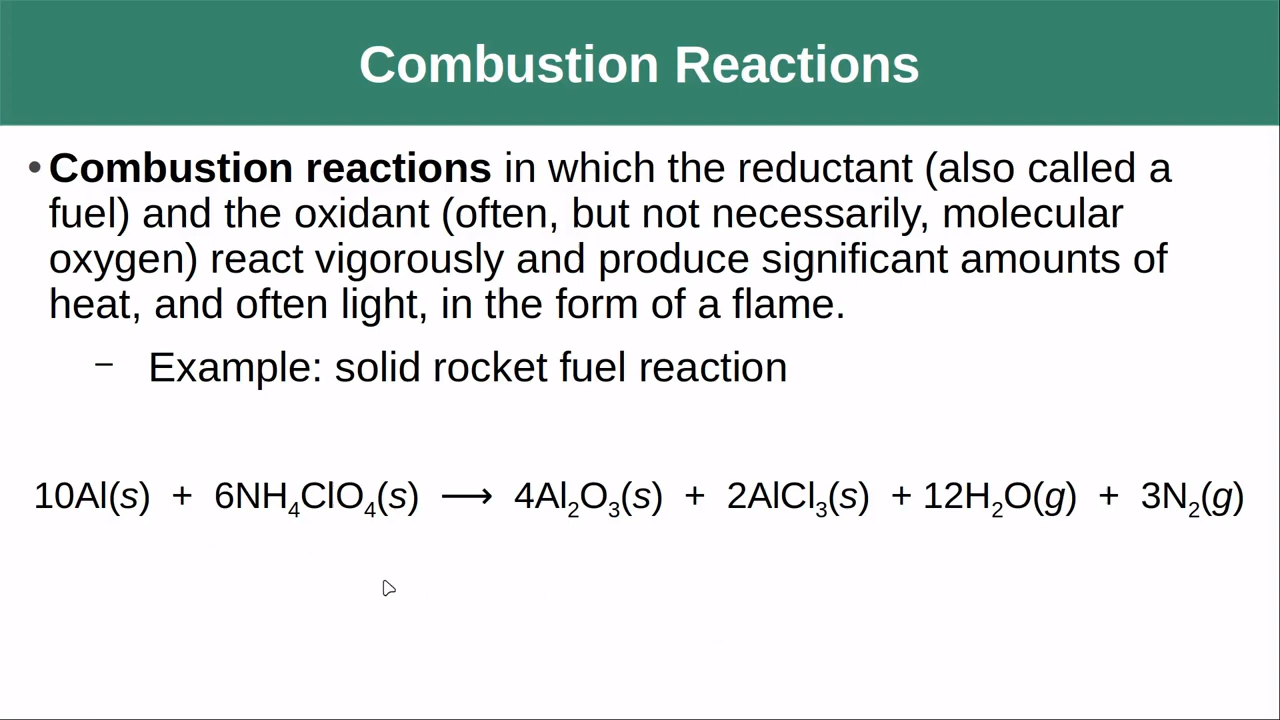 Combustion Reactions
•Combustion reactions in which the reductant (also called a
fuel) and the oxidant (often, but not necessarily, molecular
oxygen) react vigorously and produce significant amounts of
heat, and often light, in the form of a flame.
– Example: solid rocket fuel reaction
10Al(s) + 6NH₄ClO₄(s) ⟶ 4Al₂O₃(s) + 2AlCl₃(s) + 12H₂O(g) + 3N₂(g)